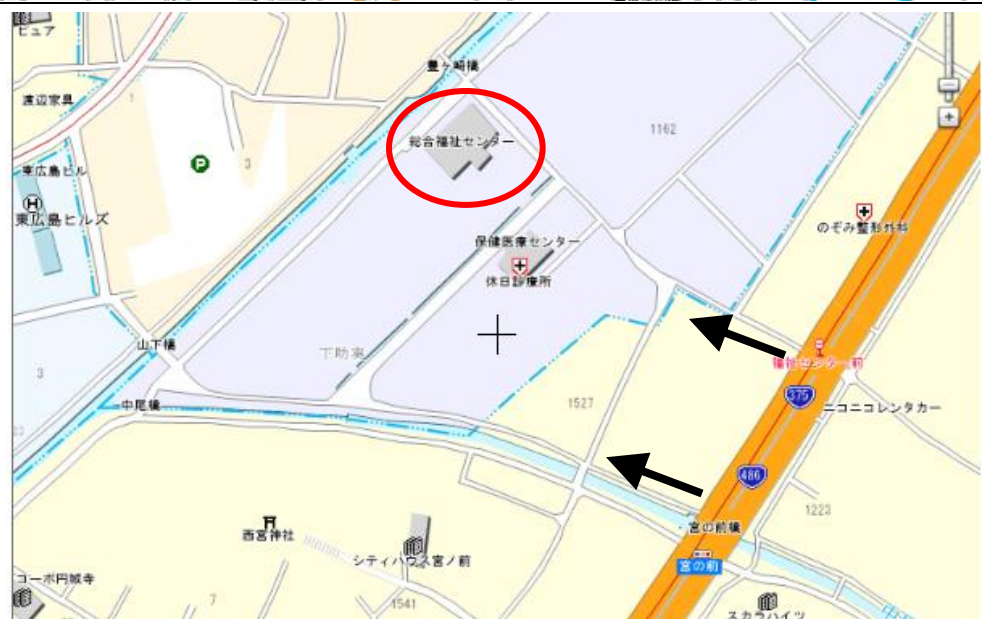 ピュア
豊ヶ崎橋
渡辺家具
1
1162
総合福祉センター
P
3
東広島ビル
H
東広島ヒルズ
のぞみ整形外科
保健医療センター
休日診療所
山下橋
下助実
福祉センター前
3
375
中尾橋
1527
ニコニコレンタカー
486
1223
宮の前橋
西宮神社
シティハウス宮ノ前
宮の前
コーポ円城寺
7
1541
スカラハイツ